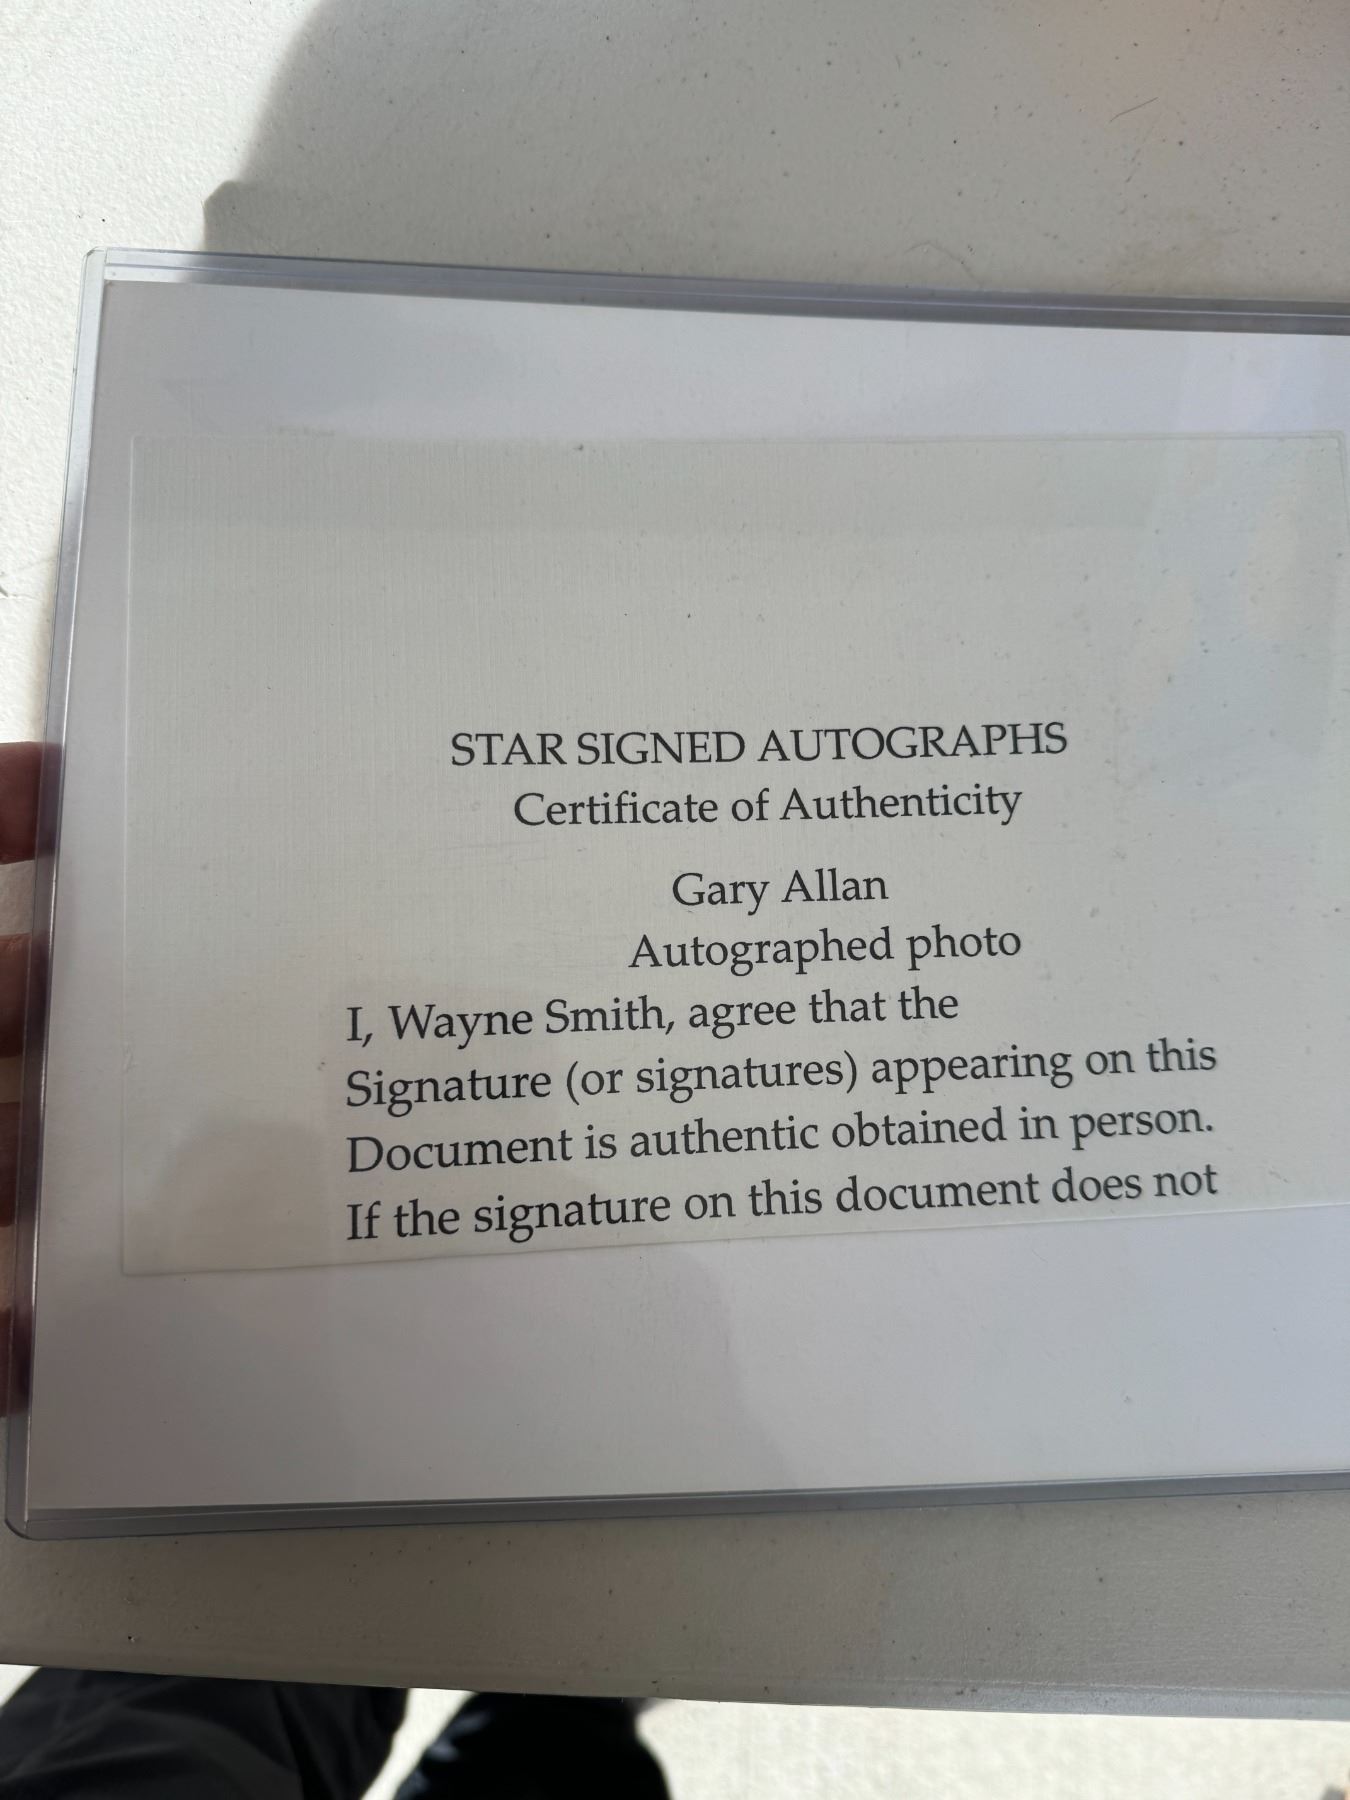 STAR SIGNED AUTOGRAPHS
Certificate of Authenticity
Gary Allan
Autographed photo
I, Wayne Smith, agree that the
Signature (or signatures) appearing on this
Document is authentic obtained in person.
If the signature on this document does not